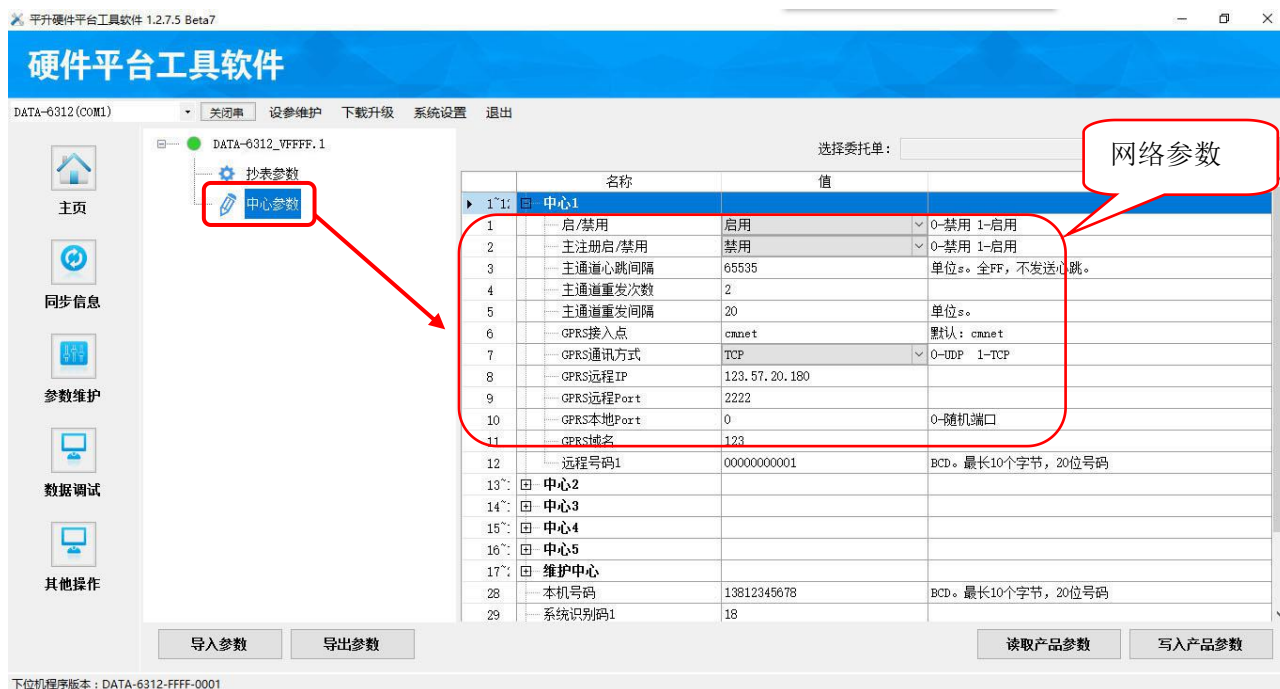 平升硬件平台工具软件 1.2.7.5 Beta7
硬件平台工具软件
DATA-6312(COM1) 关闭串 设参维护 下载升级 系统设置 退出
主页
同步信息
参数维护
数据调试
其他操作
DATA-6312_VFFFF.1
抄表参数
中心参数
选择委托单：
网络参数
名称 值
1~1 中心1
1 启/禁用 启用 0-禁用 1-启用
2 主注册启/禁用 禁用 0-禁用 1-启用
3 主通道心跳间隔 65535 单位s。全FF，不发送心跳。
4 主通道重发次数 2
5 主通道重发间隔 20 单位s。
6 GPRS接入点 cmnet 默认：cmnet
7 GPRS通讯方式 TCP 0-UDP 1-TCP
8 GPRS远程IP 123.57.20.180
9 GPRS远程Port 2222
10 GPRS本地Port 0 0-随机端口
11 GPRS域名 123
12 远程号码1 00000000001 BCD。最长10个字节，20位号码
13~ 中心2
14~ 中心3
15~ 中心4
16~ 中心5
17~ 维护中心
28 本机号码 13812345678 BCD。最长10个字节，20位号码
29 系统识别码1 18
导入参数 导出参数 读取产品参数 写入产品参数
下位机程序版本：DATA-6312-FFFF-0001